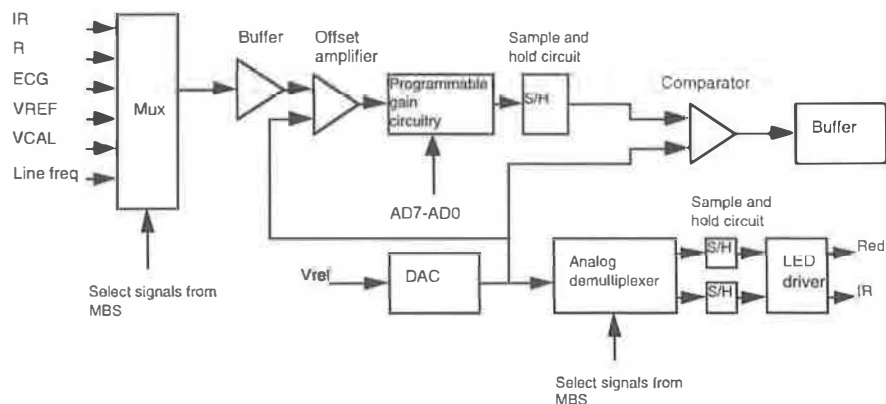 IR
R
ECG
VREF
VCAL
Line freq
Mux
Select signals from
MBS
Buffer
Offset
amplifier
Programmable
gain
circuitry
AD7-AD0
Sample and
hold circuit
S/H
Comparator
Buffer
Vref
DAC
Analog
demultiplexer
Select signals from
MBS
Sample and
hold circuit
S/H
S/H
LED
driver
Red
IR